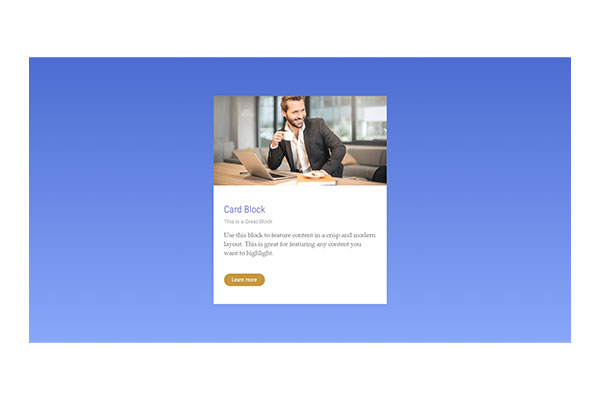 Card Block
This is a Great Block
Use this block to feature content in a crisp and modern
layout. This is great for featuring any content you
want to highlight.
Learn more